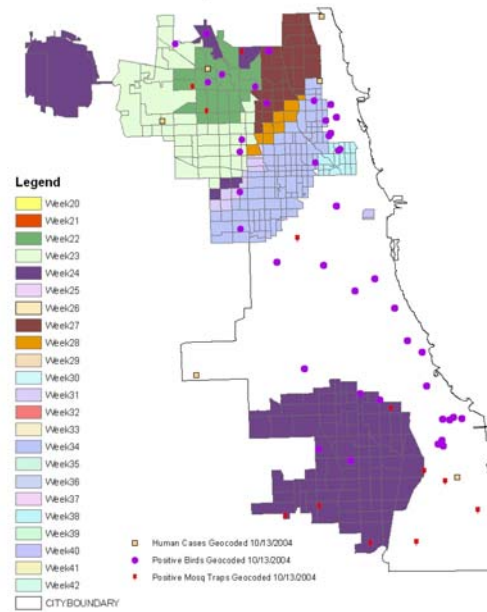 Legend
Week20
Week21
Week22
Week23
Week24
Week25
Week26
Week27
Week28
Week29
Week30
Week31
Week32
Week33
Week34
Week35
Week36
Week37
Week38
Week39
Week40
Week41
Week42
CITYBOUNDARY
Human Cases Geocoded 10/13/2004
Positive Birds Geocoded 10/13/2004
Positive Mosq Traps Geocoded 10/13/2004